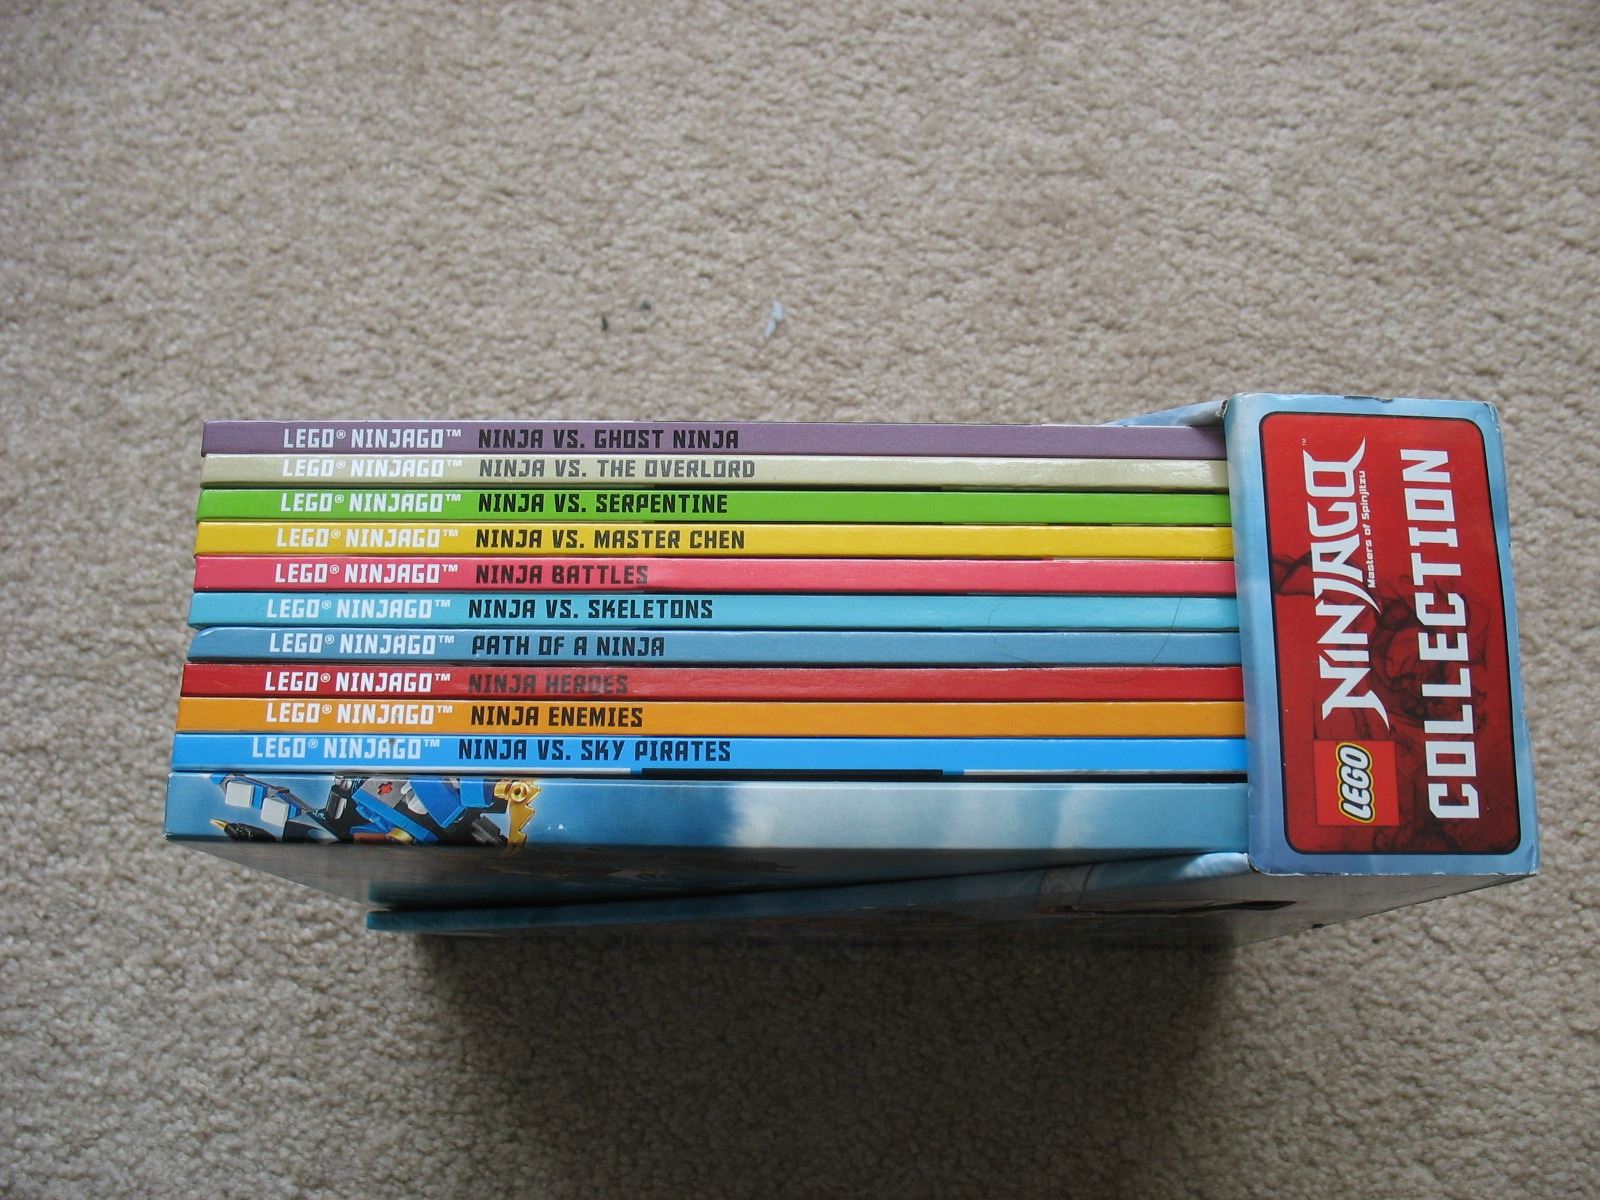 LEGO® NINJAGO™ NINJA VS. GHOST NINJA
LEGO® NINJAGO™ NINJA VS. THE OVERLORD
LEGO® NINJAGO™ NINJA VS. SERPENTINE
LEGO® NINJAGO™ NINJA VS. MASTER CHEN
LEGO® NINJAGO™ NINJA BATTLES
LEGO® NINJAGO™ NINJA VS. SKELETONS
LEGO® NINJAGO™ PATH OF A NINJA
LEGO® NINJAGO™ NINJA HEROES
LEGO® NINJAGO™ NINJA ENEMIES
LEGO® NINJAGO™ NINJA VS. SKY PIRATES
LEGO NINJAGO™
Masters of Spinjitzu
COLLECTION